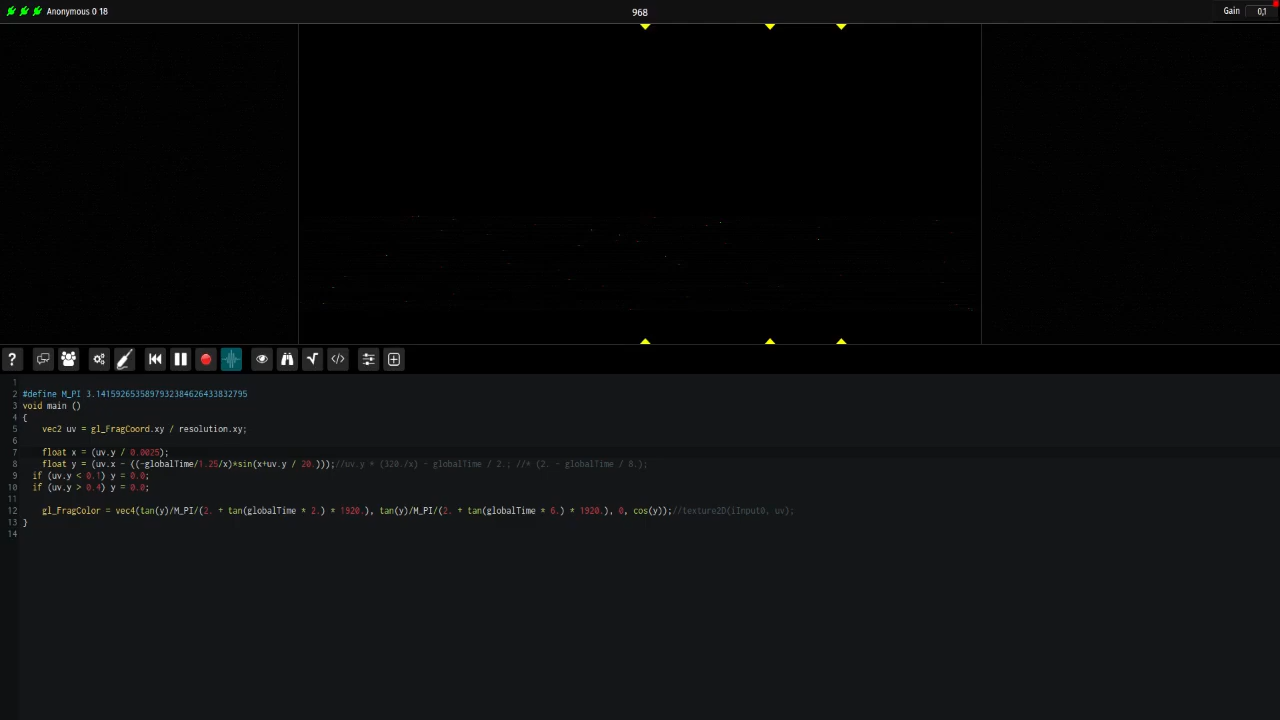 Anonymous 0 18
968
Gain 0,1
?
1
2 #define M_PI 3.1415926535897932384626433832795
3 void main ()
4 {
5 vec2 uv = gl_FragCoord.xy / resolution.xy;
6
7 float x = (uv.y / 0.0025);
8 float y = (uv.x - ((-globalTime/1.25/x)*sin(x+uv.y / 20.)));//uv.y * (320./x) - globalTime / 2.; //* (2. - globalTime / 8.);
9 if (uv.y < 0.1) y = 0.0;
10 if (uv.y > 0.4) y = 0.0;
11
12 gl_FragColor = vec4(tan(y)/M_PI/(2. + tan(globalTime * 2.) * 1920.), tan(y)/M_PI/(2. + tan(globalTime * 6.) * 1920.), 0, cos(y));//texture2D(iInput0, uv);
13 }
14